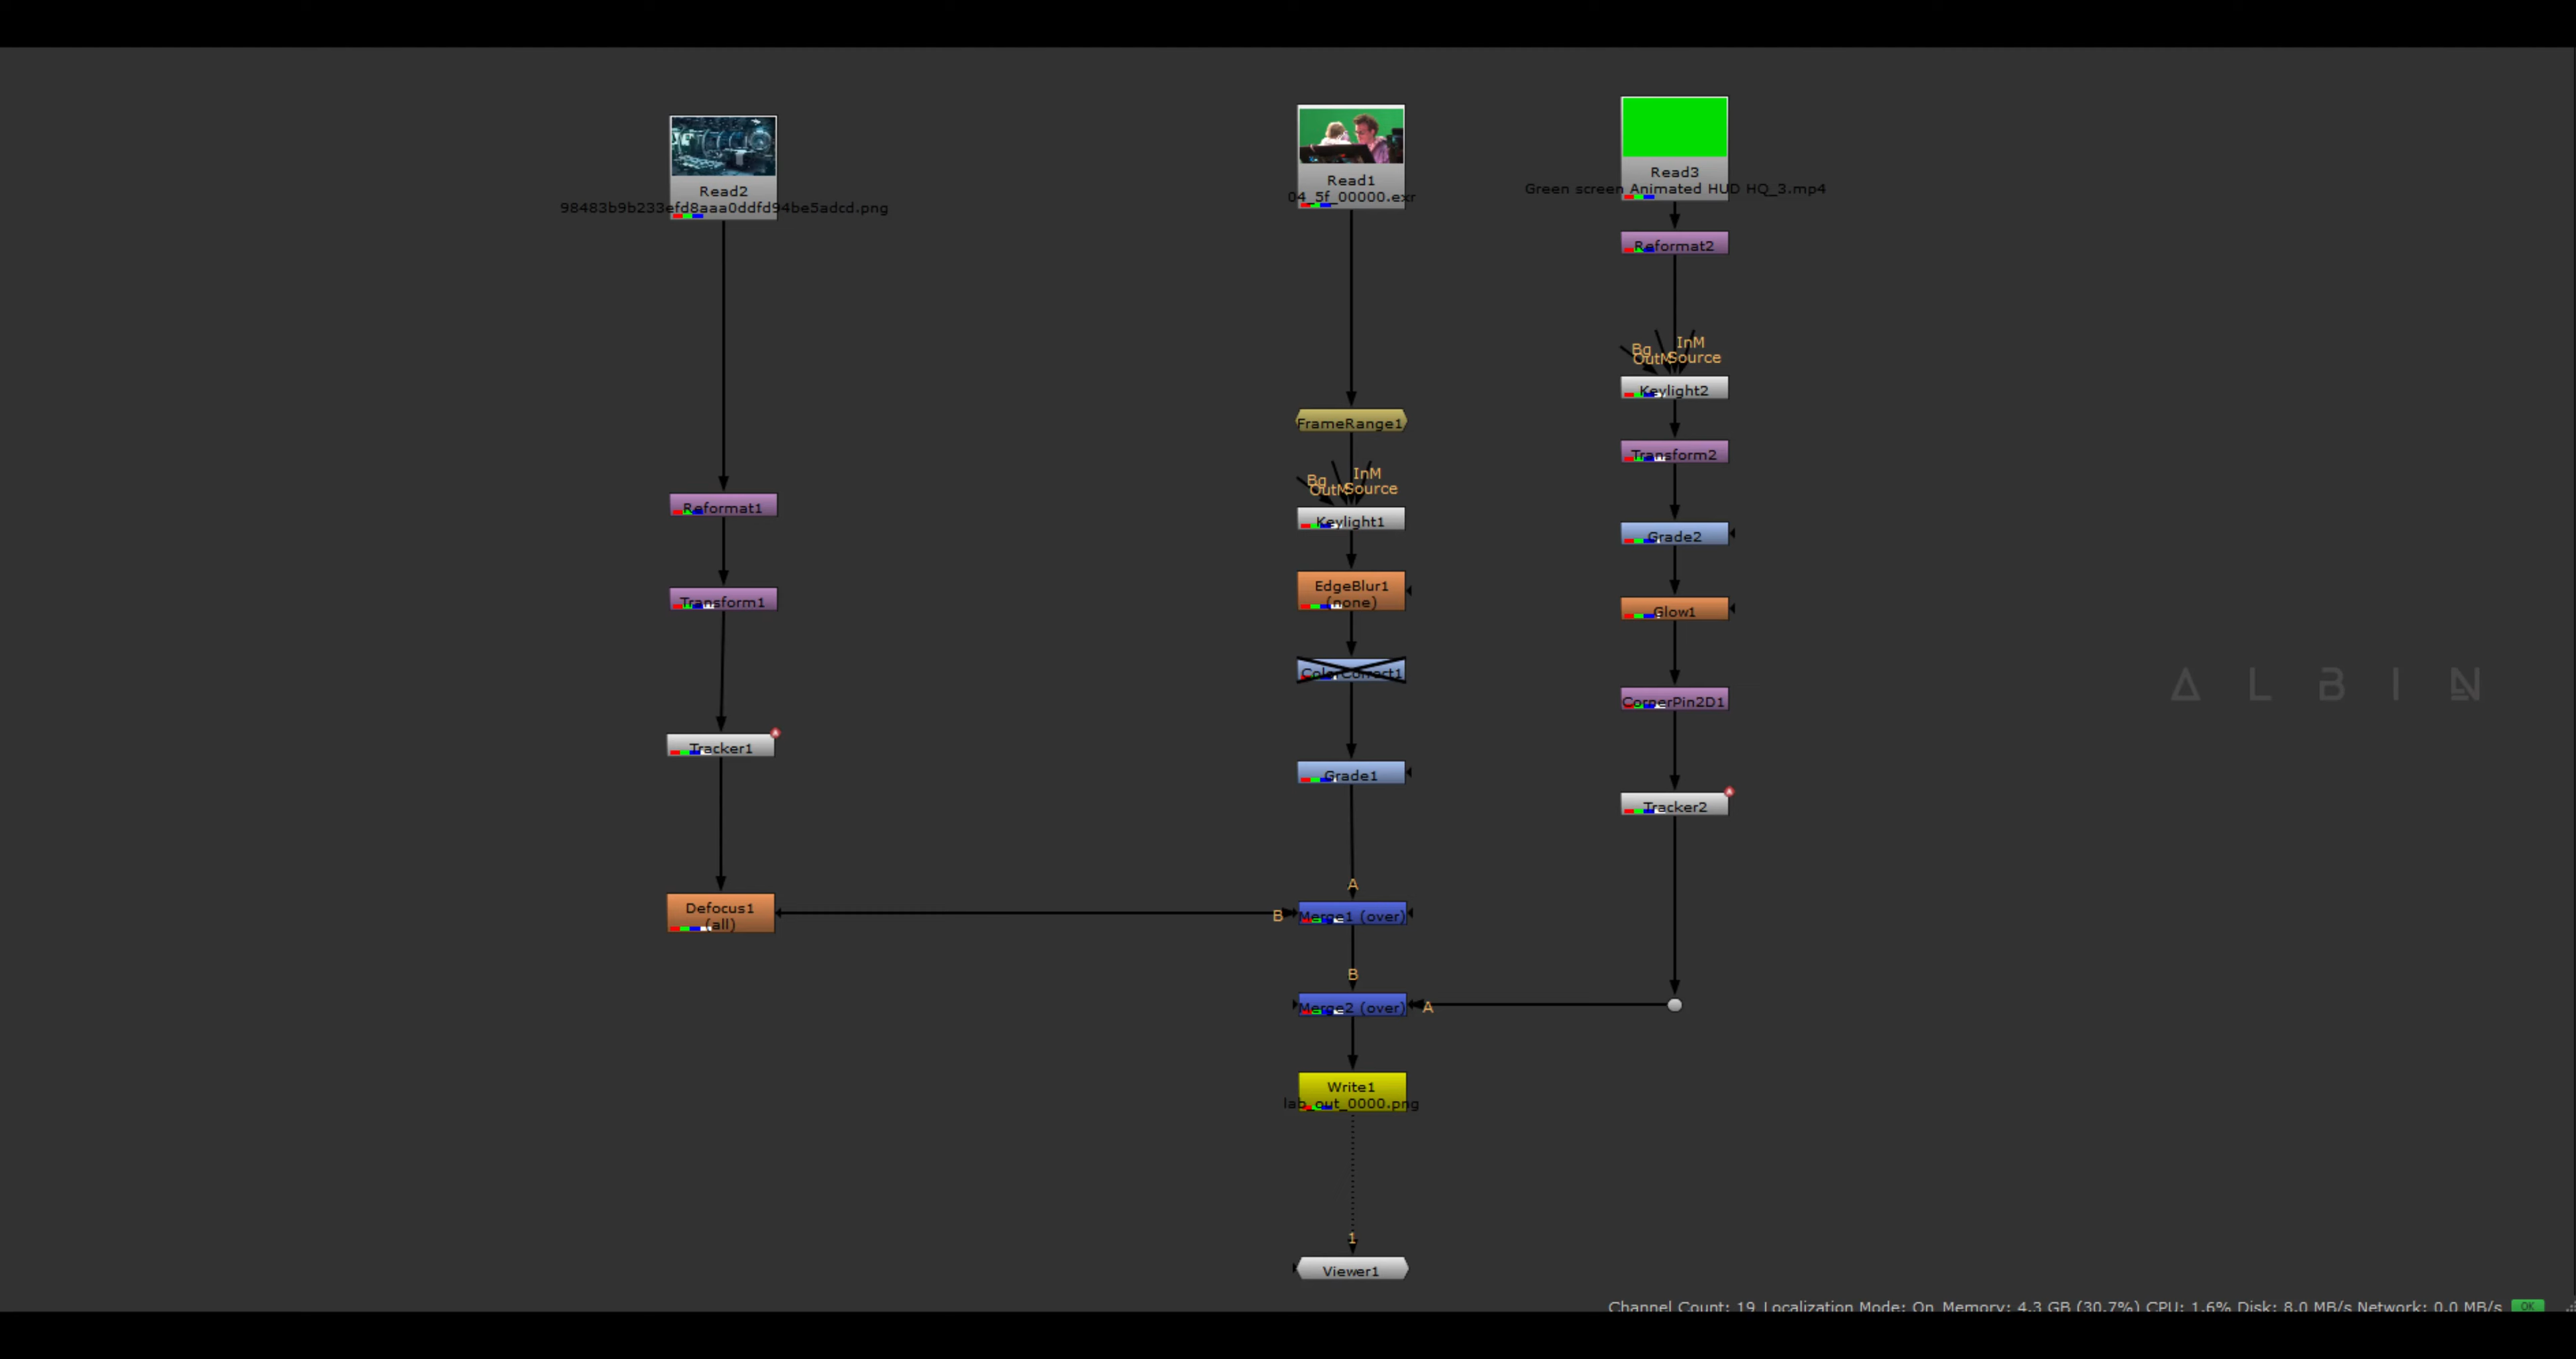 Read2
98483b9b233efd8aaa0ddfd94be5adcd.png
Reformat1
Transform1
Tracker1
Defocus1
(all)
Read1
04_5f_00000.exr
FrameRange1
Bg
OutM
InM
Source
Keylight1
EdgeBlur1
(none)
ColorCorrect1
Grade1
A
B
Merge1 (over)
B
Merge2 (over)
A
Write1
lab_out_0000.png
1
Viewer1
Read3
Green screen Animated HUD HQ_3.mp4
Reformat2
Bg
OutM
InM
Source
Keylight2
Transform2
Grade2
Glow1
CornerPin2D1
Tracker2
ALBIN
Channel Count: 19 Localization Mode: On Memory: 4.3 GB (30.7%) CPU: 1.6% Disk: 8.0 MB/s Network: 0.0 MB/s OK